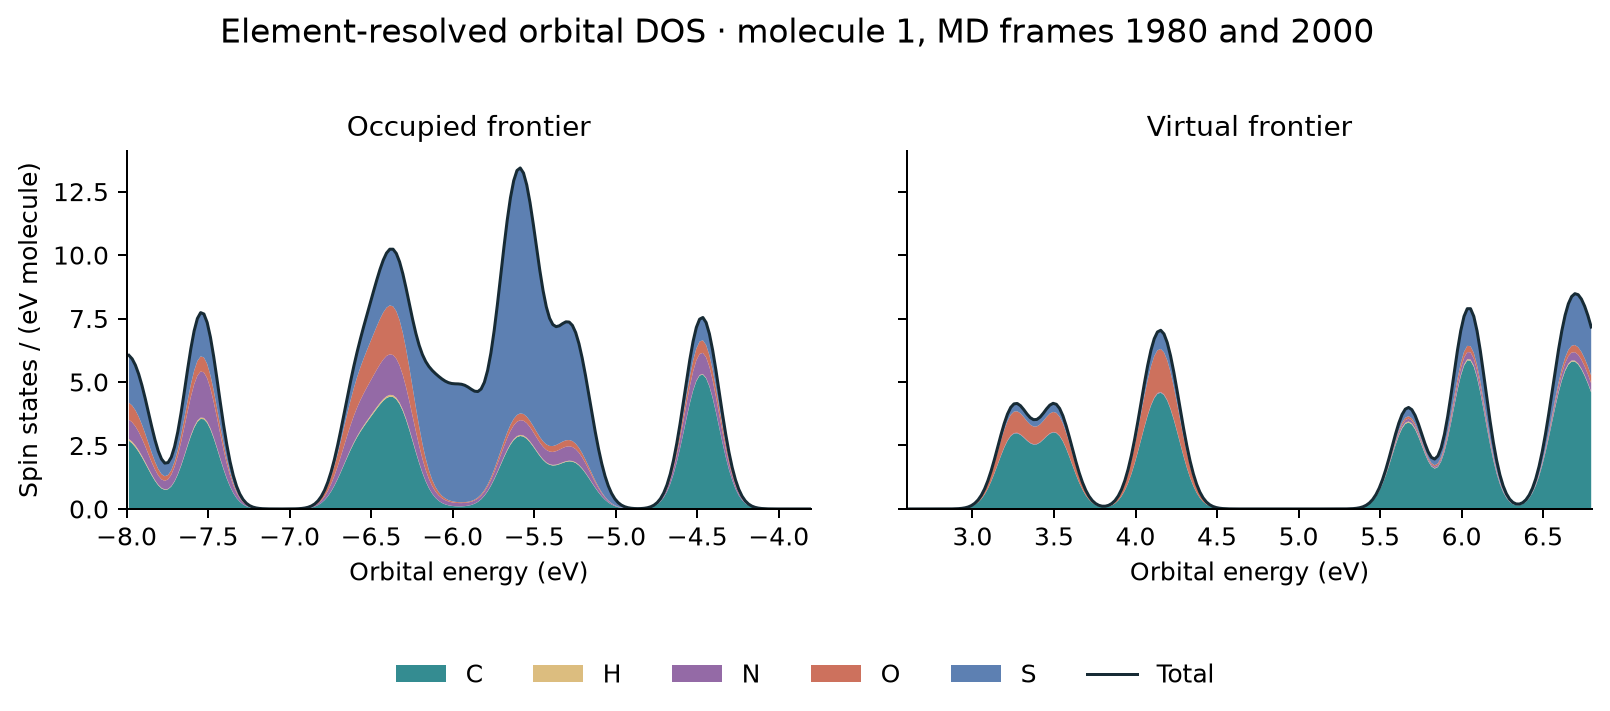 Element-resolved orbital DOS · molecule 1, MD frames 1980 and 2000
Occupied frontier
Virtual frontier
Spin states / (eV molecule)
12.5
10.0
7.5
5.0
2.5
0.0
−8.0 −7.5 −7.0 −6.5 −6.0 −5.5 −5.0 −4.5 −4.0
3.0 3.5 4.0 4.5 5.0 5.5 6.0 6.5
Orbital energy (eV)
Orbital energy (eV)
C H N O S Total